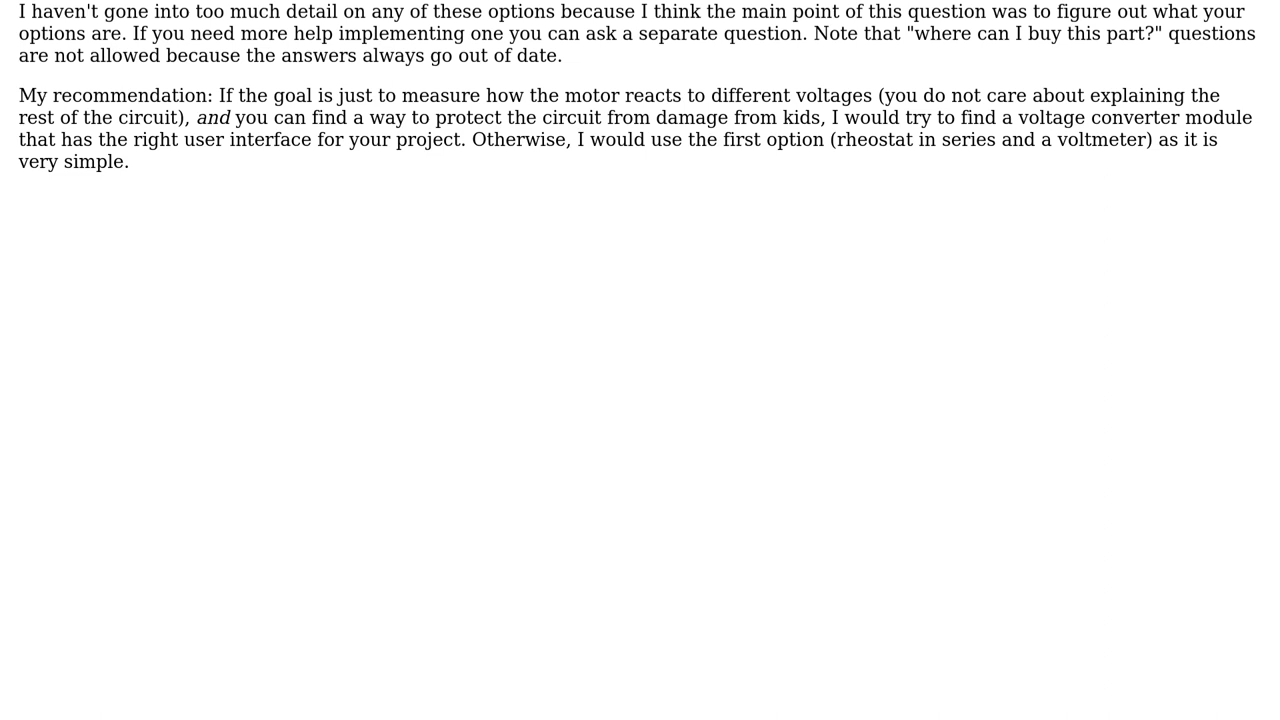 I haven't gone into too much detail on any of these options because I think the main point of this question was to figure out what your
options are. If you need more help implementing one you can ask a separate question. Note that "where can I buy this part?" questions
are not allowed because the answers always go out of date.
My recommendation: If the goal is just to measure how the motor reacts to different voltages (you do not care about explaining the
rest of the circuit), and you can find a way to protect the circuit from damage from kids, I would try to find a voltage converter module
that has the right user interface for your project. Otherwise, I would use the first option (rheostat in series and a voltmeter) as it is
very simple.